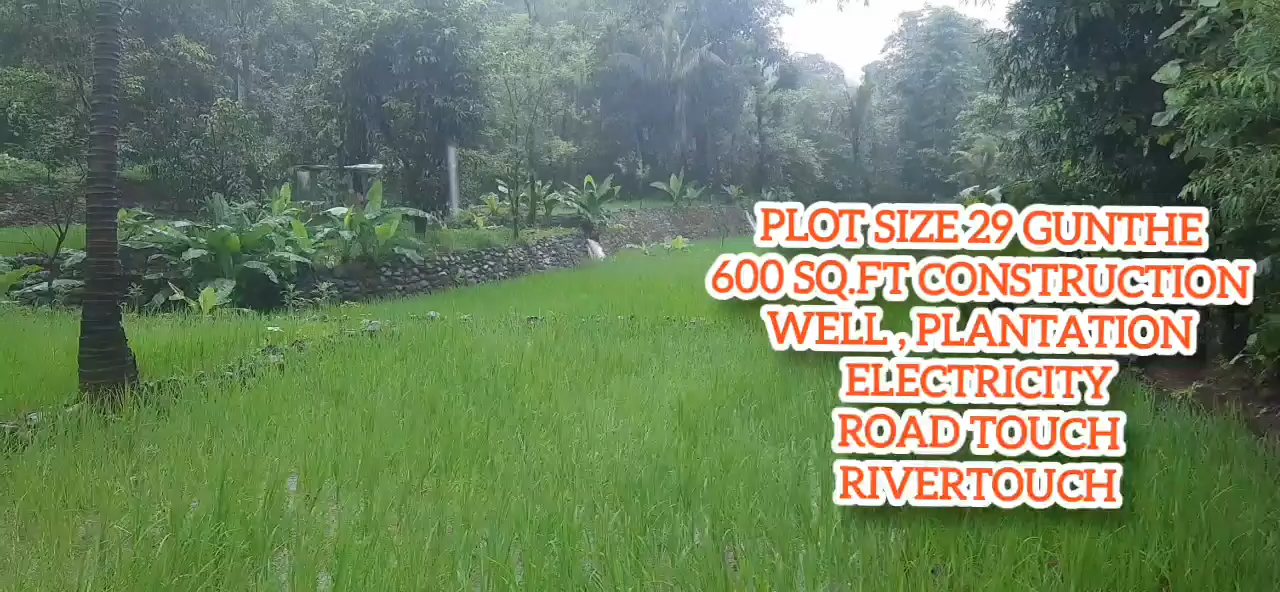 PLOT SIZE 29 GUNTHE
600 SQ.FT CONSTRUCTION
WELL , PLANTATION
ELECTRICITY
ROAD TOUCH
RIVERTOUCH